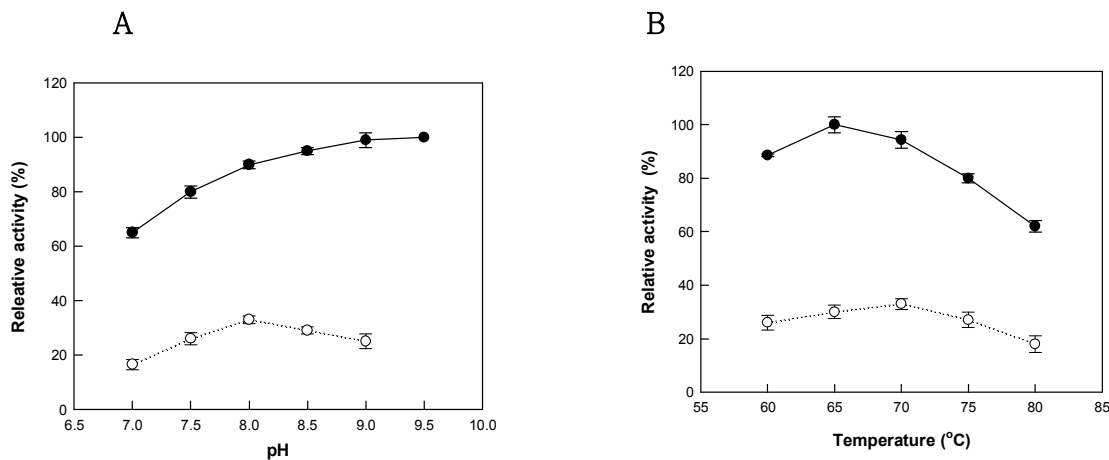 A
120
100
80
60
40
20
0
Releative activity (%)
6.5 7.0 7.5 8.0 8.5 9.0 9.5 10.0
pH
B
120
100
80
60
40
20
0
Relative activity (%)
55 60 65 70 75 80 85
Temperature (°C)